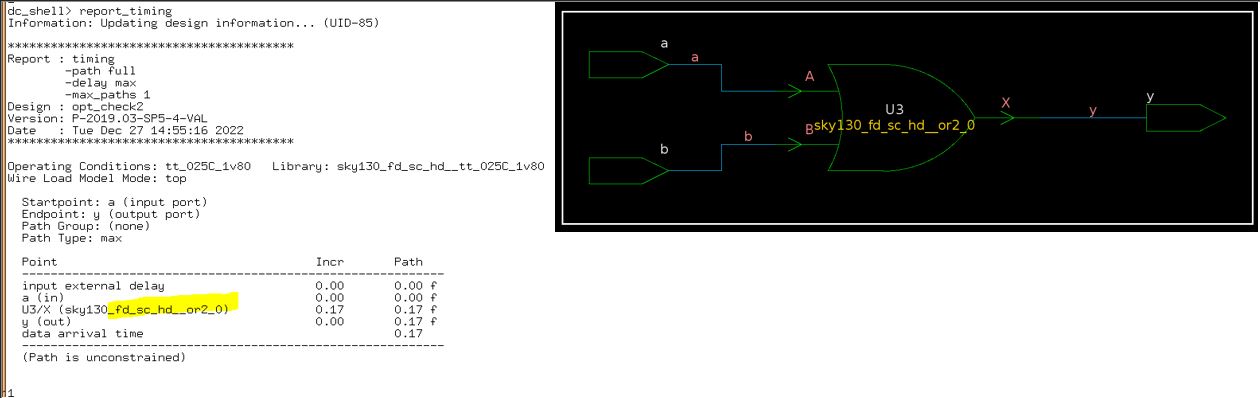 dc_shell> report_timing
Information: Updating design information... (UID-85)
****************************************
Report : timing
-path full
-delay max
-max_paths 1
Design : opt_check2
Version: P-2019.03-SP5-4-VAL
Date : Tue Dec 27 14:55:16 2022
****************************************
Operating Conditions: tt_025C_1v80 Library: sky130_fd_sc_hd__tt_025C_1v80
Wire Load Model Mode: top
Startpoint: a (input port)
Endpoint: y (output port)
Path Group: (none)
Path Type: max
Point Incr Path
input external delay 0.00 0.00 f
a (in) 0.00 0.00 f
U3/X (sky130_fd_sc_hd__or2_0) 0.17 0.17 f
y (out) 0.00 0.17 f
data arrival time 0.17
(Path is unconstrained)
1
a
a
A
U3
sky130_fd_sc_hd__or2_0
B
b
b
X
y
y